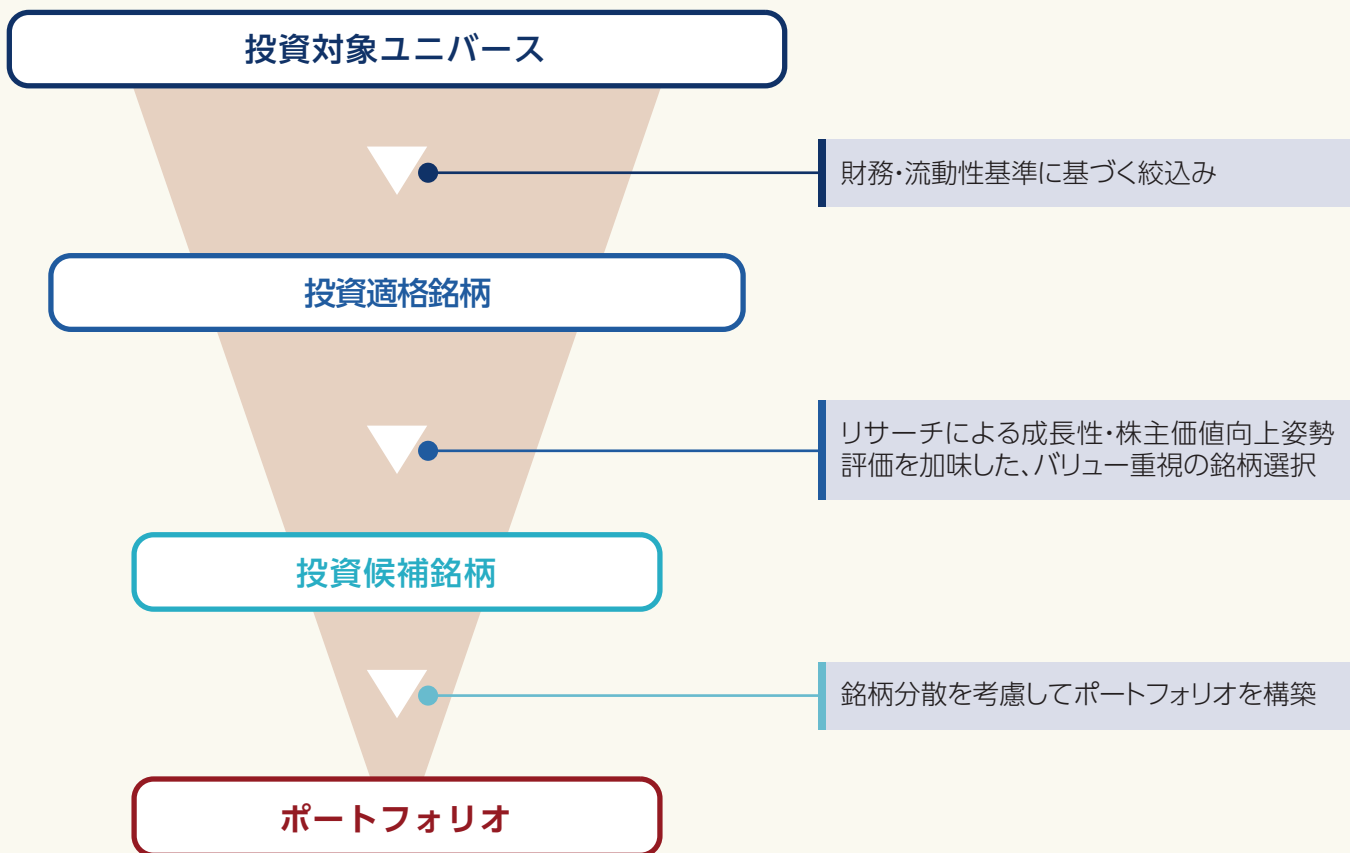 投資対象ユニバース
財務・流動性基準に基づく絞込み
投資適格銘柄
リサーチによる成長性・株主価値向上姿勢
評価を加味した、バリュー重視の銘柄選択
投資候補銘柄
銘柄分散を考慮してポートフォリオを構築
ポートフォリオ